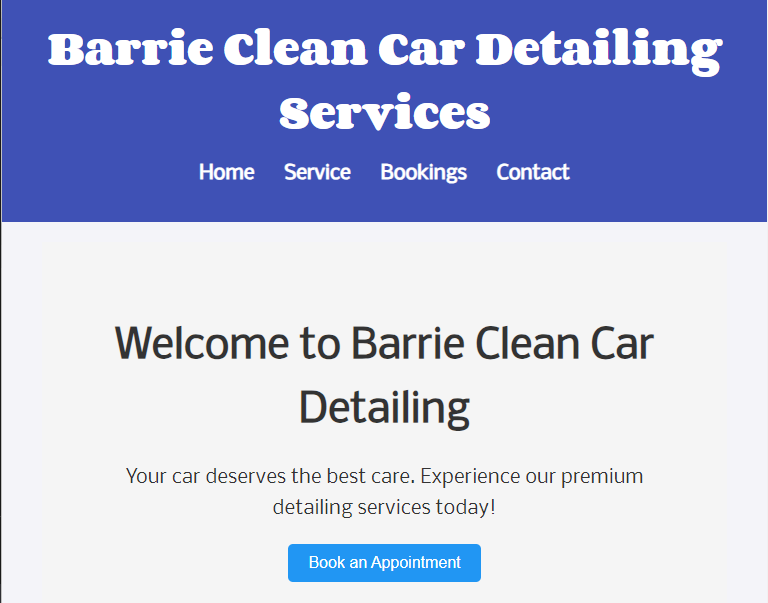 Barrie Clean Car Detailing
Services
Home Service Bookings Contact
Welcome to Barrie Clean Car
Detailing
Your car deserves the best care. Experience our premium
detailing services today!
Book an Appointment